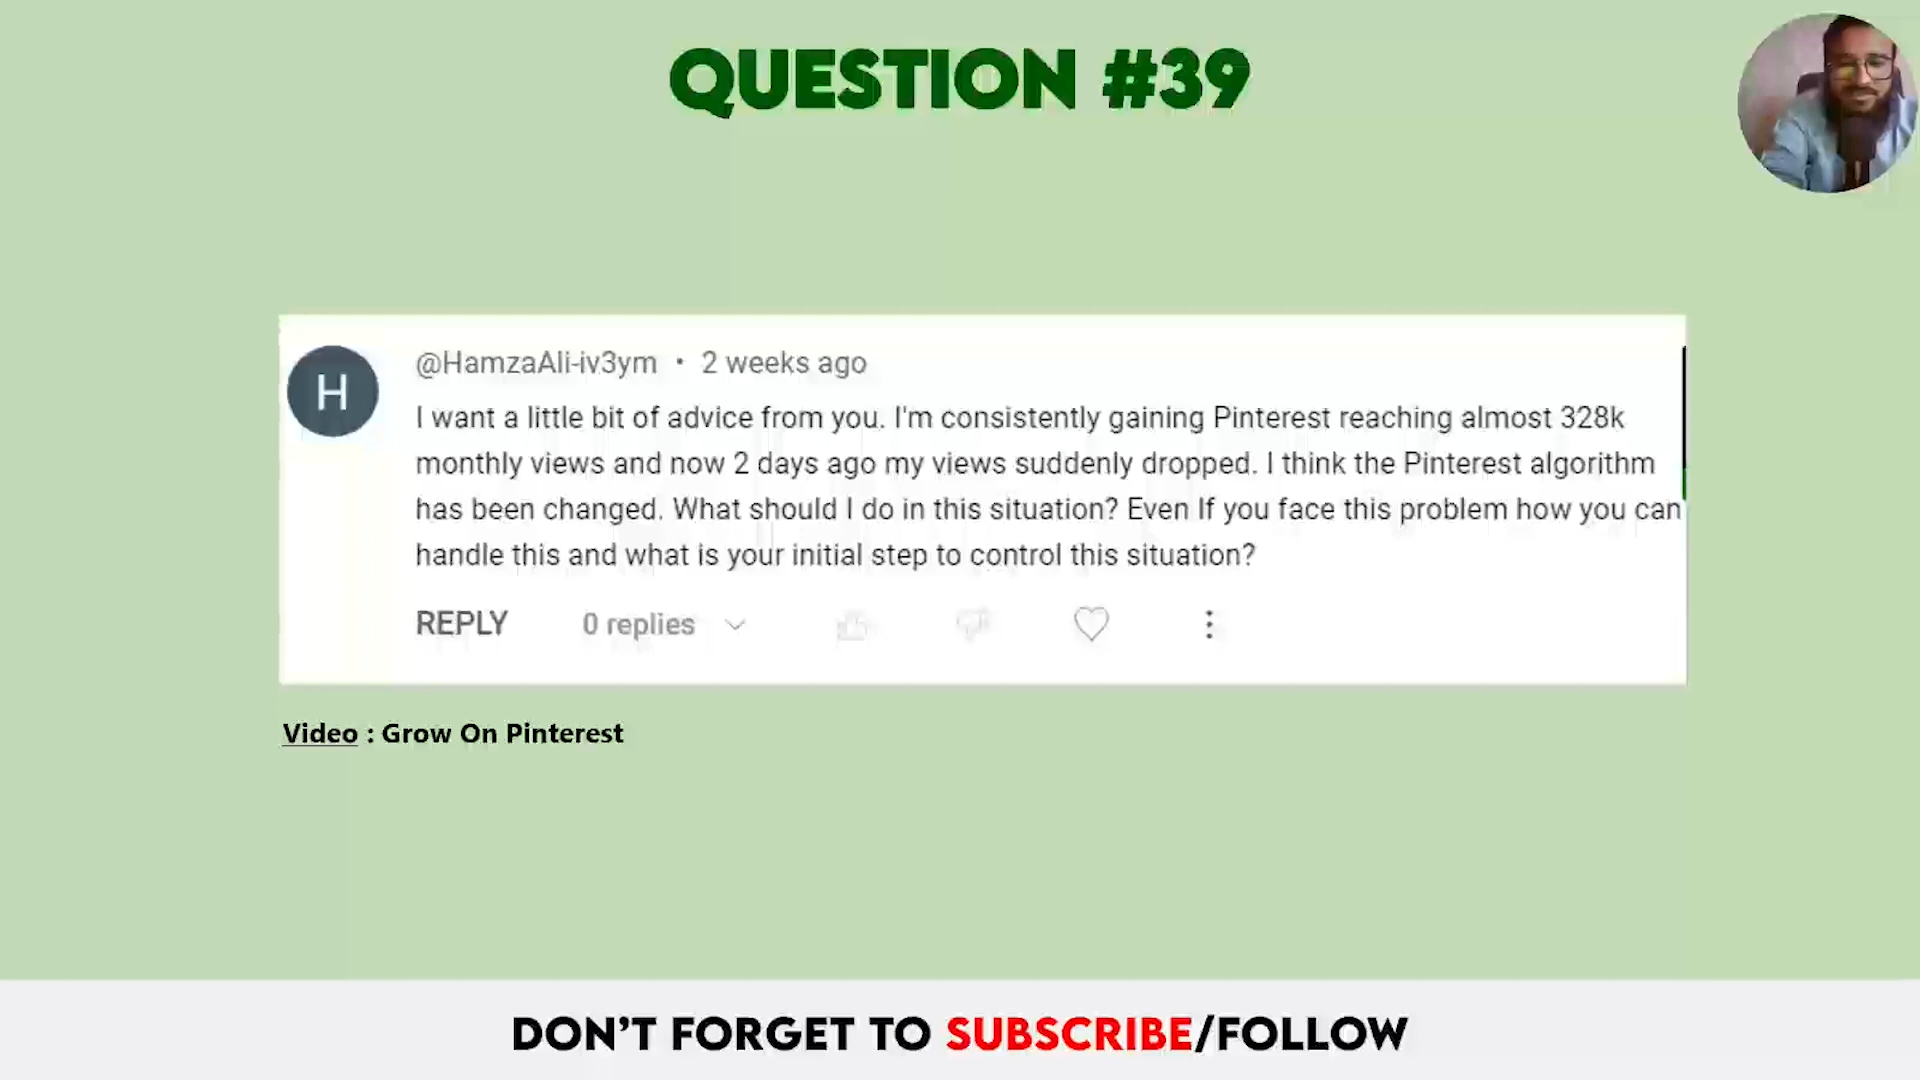 QUESTION #39
H
@HamzaAli-iv3ym • 2 weeks ago
I want a little bit of advice from you. I'm consistently gaining Pinterest reaching almost 328k
monthly views and now 2 days ago my views suddenly dropped. I think the Pinterest algorithm
has been changed. What should I do in this situation? Even If you face this problem how you can
handle this and what is your initial step to control this situation?
REPLY 0 replies
Video : Grow On Pinterest
DON'T FORGET TO SUBSCRIBE/FOLLOW